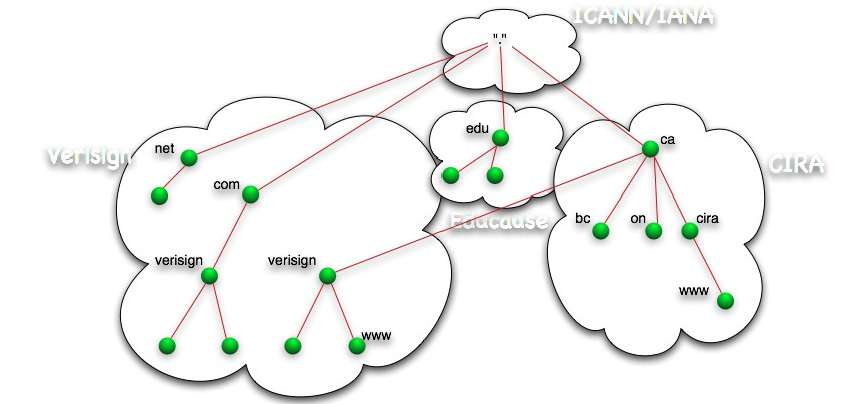 ICANN/IANA
"."
Verisign
net
com
edu
ca
CIRA
bc
on
cira
Educause
verisign
verisign
www
www